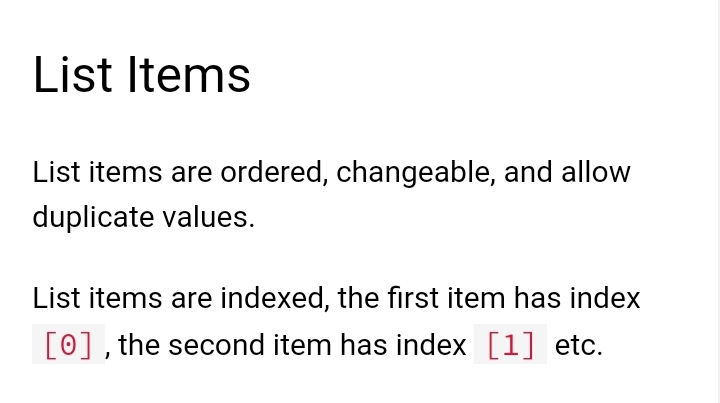 List Items
List items are ordered, changeable, and allow
duplicate values.
List items are indexed, the first item has index
[0] , the second item has index [1] etc.